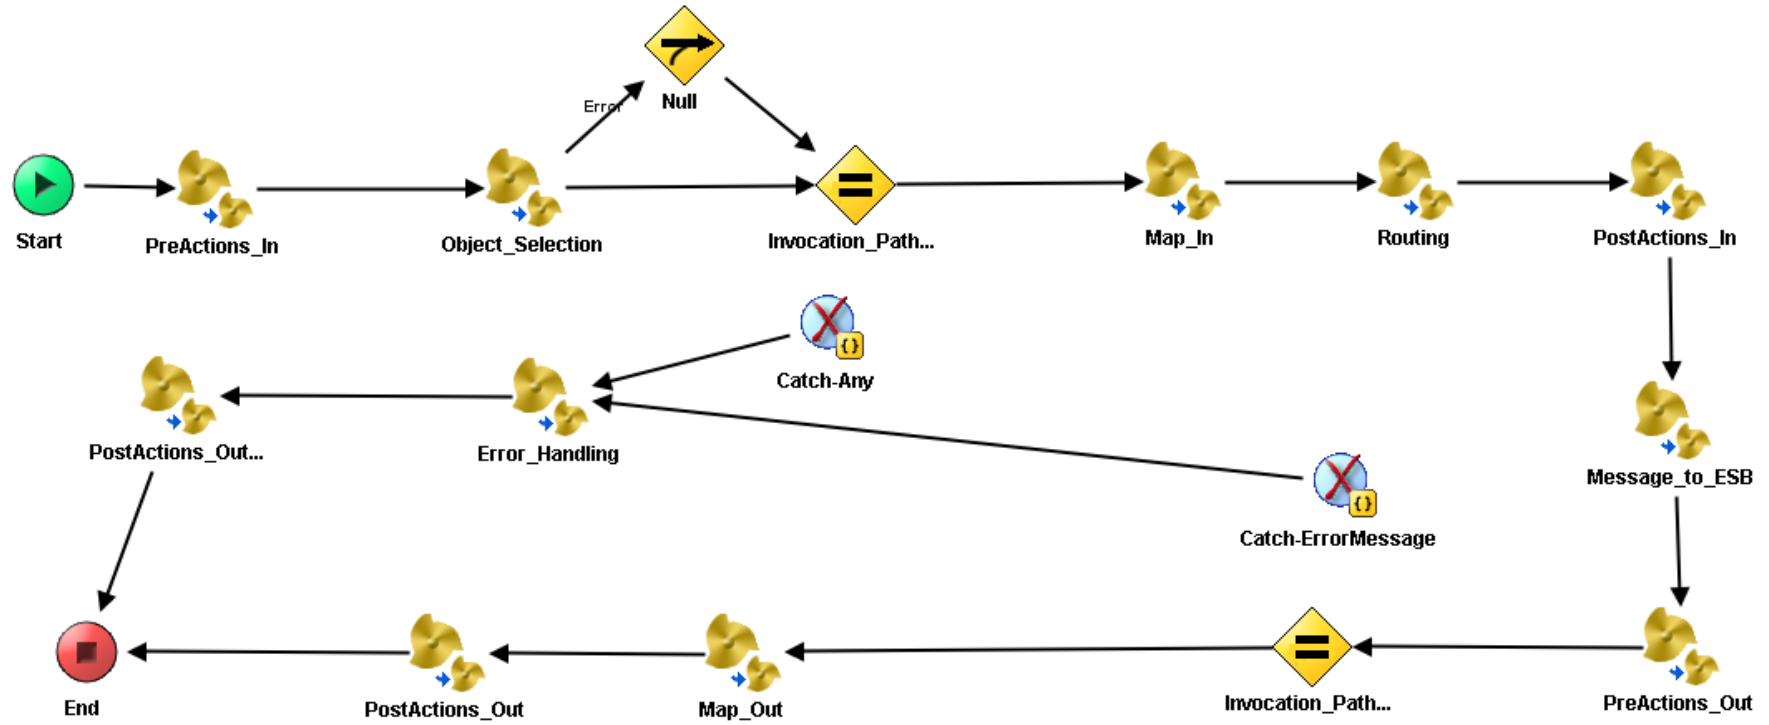 Error
Null
Start
PreActions_In
Object_Selection
Invocation_Path...
Map_In
Routing
PostActions_In
{}
Catch-Any
PostActions_Out...
Error_Handling
Message_to_ESB
{}
Catch-ErrorMessage
End
PostActions_Out
Map_Out
Invocation_Path...
PreActions_Out